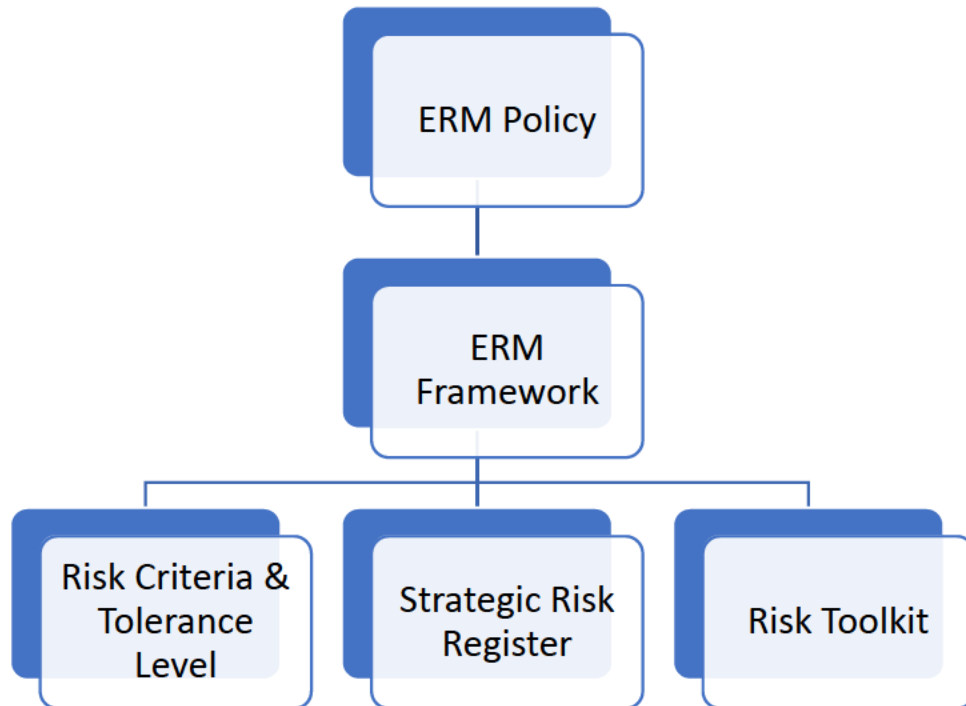 ERM Policy
ERM
Framework
Risk Criteria &
Tolerance
Level
Strategic Risk
Register
Risk Toolkit